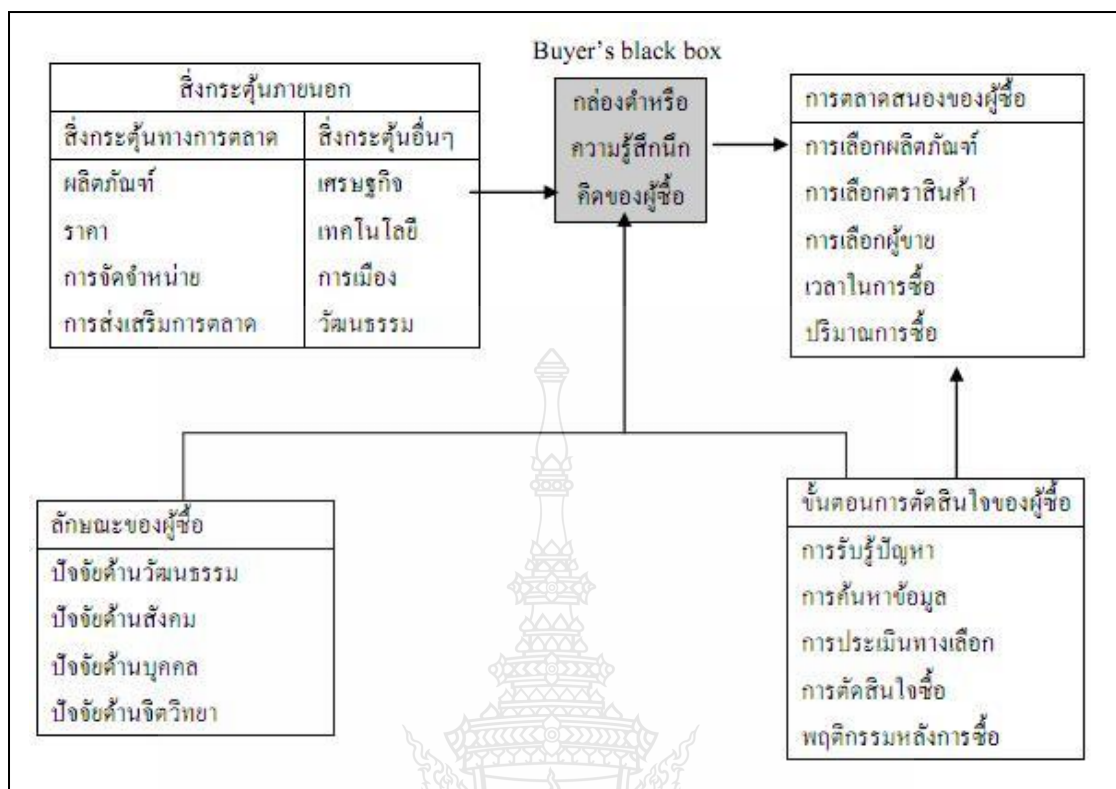 Buyer's black box
สิ่งกระตุ้นภายนอก
สิ่งกระตุ้นทางการตลาด
ผลิตภัณฑ์
ราคา
การจัดจำหน่าย
การส่งเสริมการตลาด
สิ่งกระตุ้นอื่นๆ
เศรษฐกิจ
เทคโนโลยี
การเมือง
วัฒนธรรม
กล่องดำหรือ
ความรู้สึกนึก
คิดของผู้ซื้อ
การตลาดสนองของผู้ซื้อ
การเลือกผลิตภัณฑ์
การเลือกตราสินค้า
การเลือกผู้ขาย
เวลาในการซื้อ
ปริมาณการซื้อ
ลักษณะของผู้ซื้อ
ปัจจัยด้านวัฒนธรรม
ปัจจัยด้านสังคม
ปัจจัยด้านบุคคล
ปัจจัยด้านจิตวิทยา
ขั้นตอนการตัดสินใจของผู้ซื้อ
การรับรู้ปัญหา
การค้นหาข้อมูล
การประเมินทางเลือก
การตัดสินใจซื้อ
พฤติกรรมหลังการซื้อ